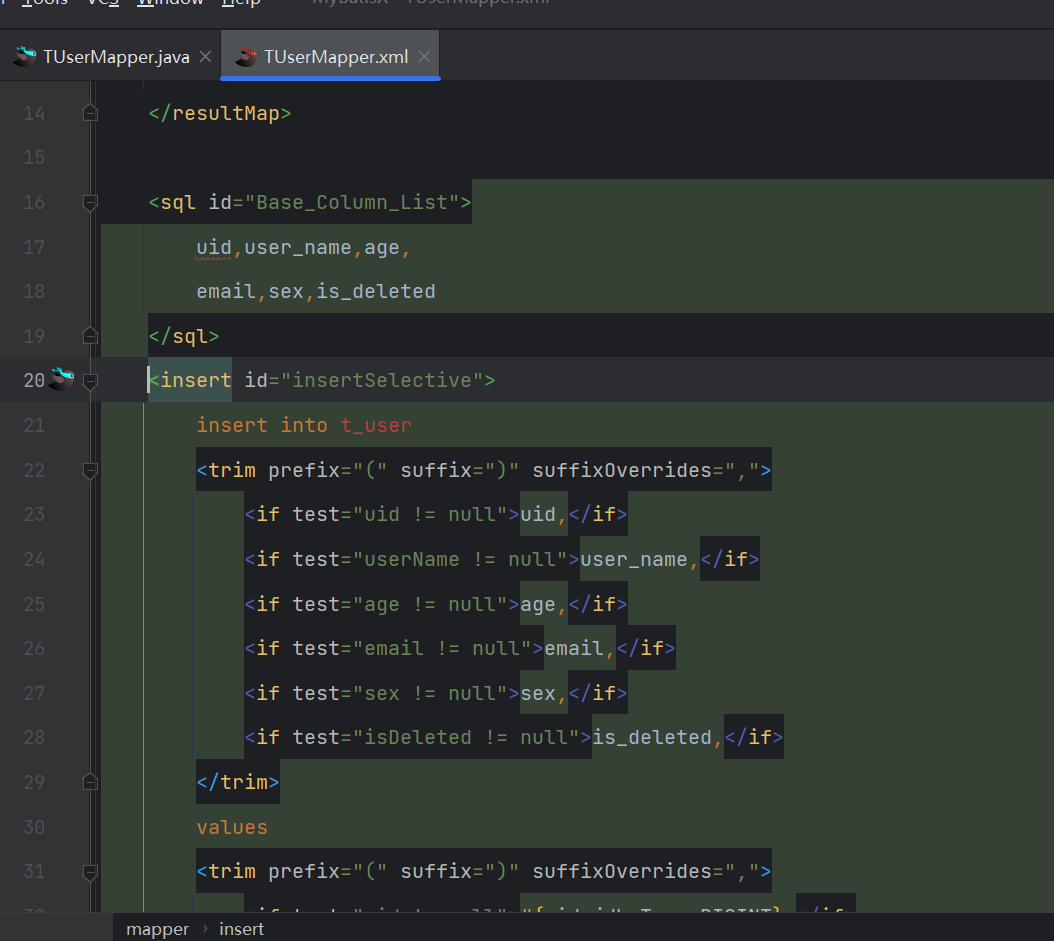 Tools VCS Window Help MyBatisX TUserMapper.xml
TUserMapper.java TUserMapper.xml
14 </resultMap>
15
16 <sql id="Base_Column_List">
17 uid,user_name,age,
18 email,sex,is_deleted
19 </sql>
20 <insert id="insertSelective">
21 insert into t_user
22 <trim prefix="(" suffix=")" suffixOverrides=",">
23 <if test="uid != null">uid,</if>
24 <if test="userName != null">user_name,</if>
25 <if test="age != null">age,</if>
26 <if test="email != null">email,</if>
27 <if test="sex != null">sex,</if>
28 <if test="isDeleted != null">is_deleted,</if>
29 </trim>
30 values
31 <trim prefix="(" suffix=")" suffixOverrides=",">
mapper › insert